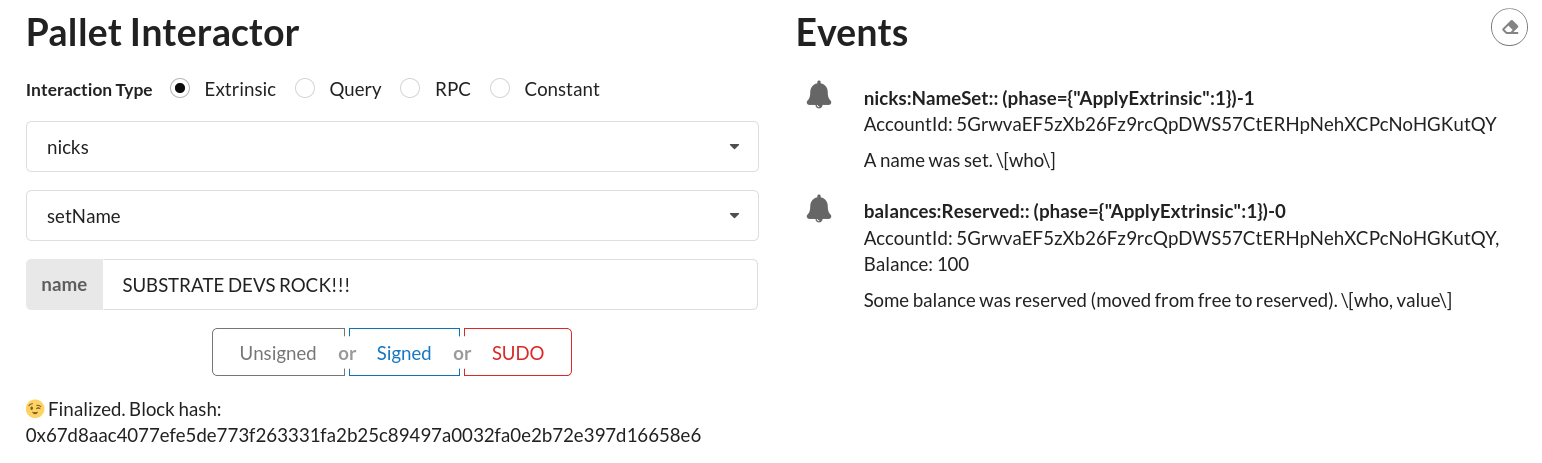 Pallet Interactor
Interaction Type Extrinsic Query RPC Constant
nicks
setName
name SUBSTRATE DEVS ROCK!!!
Unsigned or Signed or SUDO
😉 Finalized. Block hash:
0x67d8aac4077efe5de773f263331fa2b25c89497a0032fa0e2b72e397d16658e6
Events
nicks:NameSet:: (phase={"ApplyExtrinsic":1})-1
AccountId: 5GrwvaEF5zXb26Fz9rcQpDWS57CtERHpNehXCPcNoHGKutQY
A name was set. \[who\]
balances:Reserved:: (phase={"ApplyExtrinsic":1})-0
AccountId: 5GrwvaEF5zXb26Fz9rcQpDWS57CtERHpNehXCPcNoHGKutQY,
Balance: 100
Some balance was reserved (moved from free to reserved). \[who, value\]